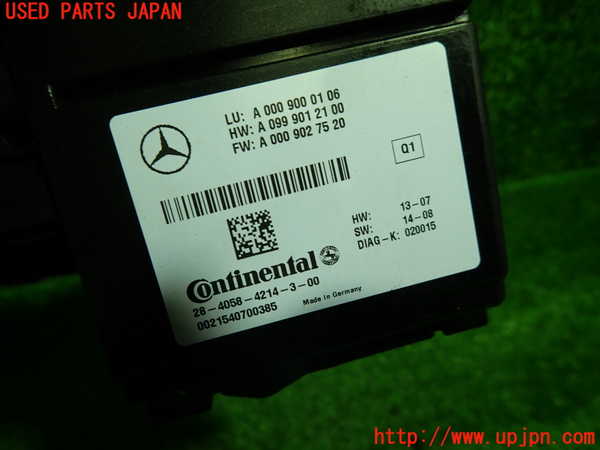 USED PARTS JAPAN
LU: A 000 900 01 06
HW: A 099 901 21 00
FW: A 000 902 75 20
Q1
HW: 13-07
SW: 14-08
DIAG-K: 020015
Continental
28-4058-4214-3-00
0021540700385
Made in Germany
UPJ http://www.upjpn.com/